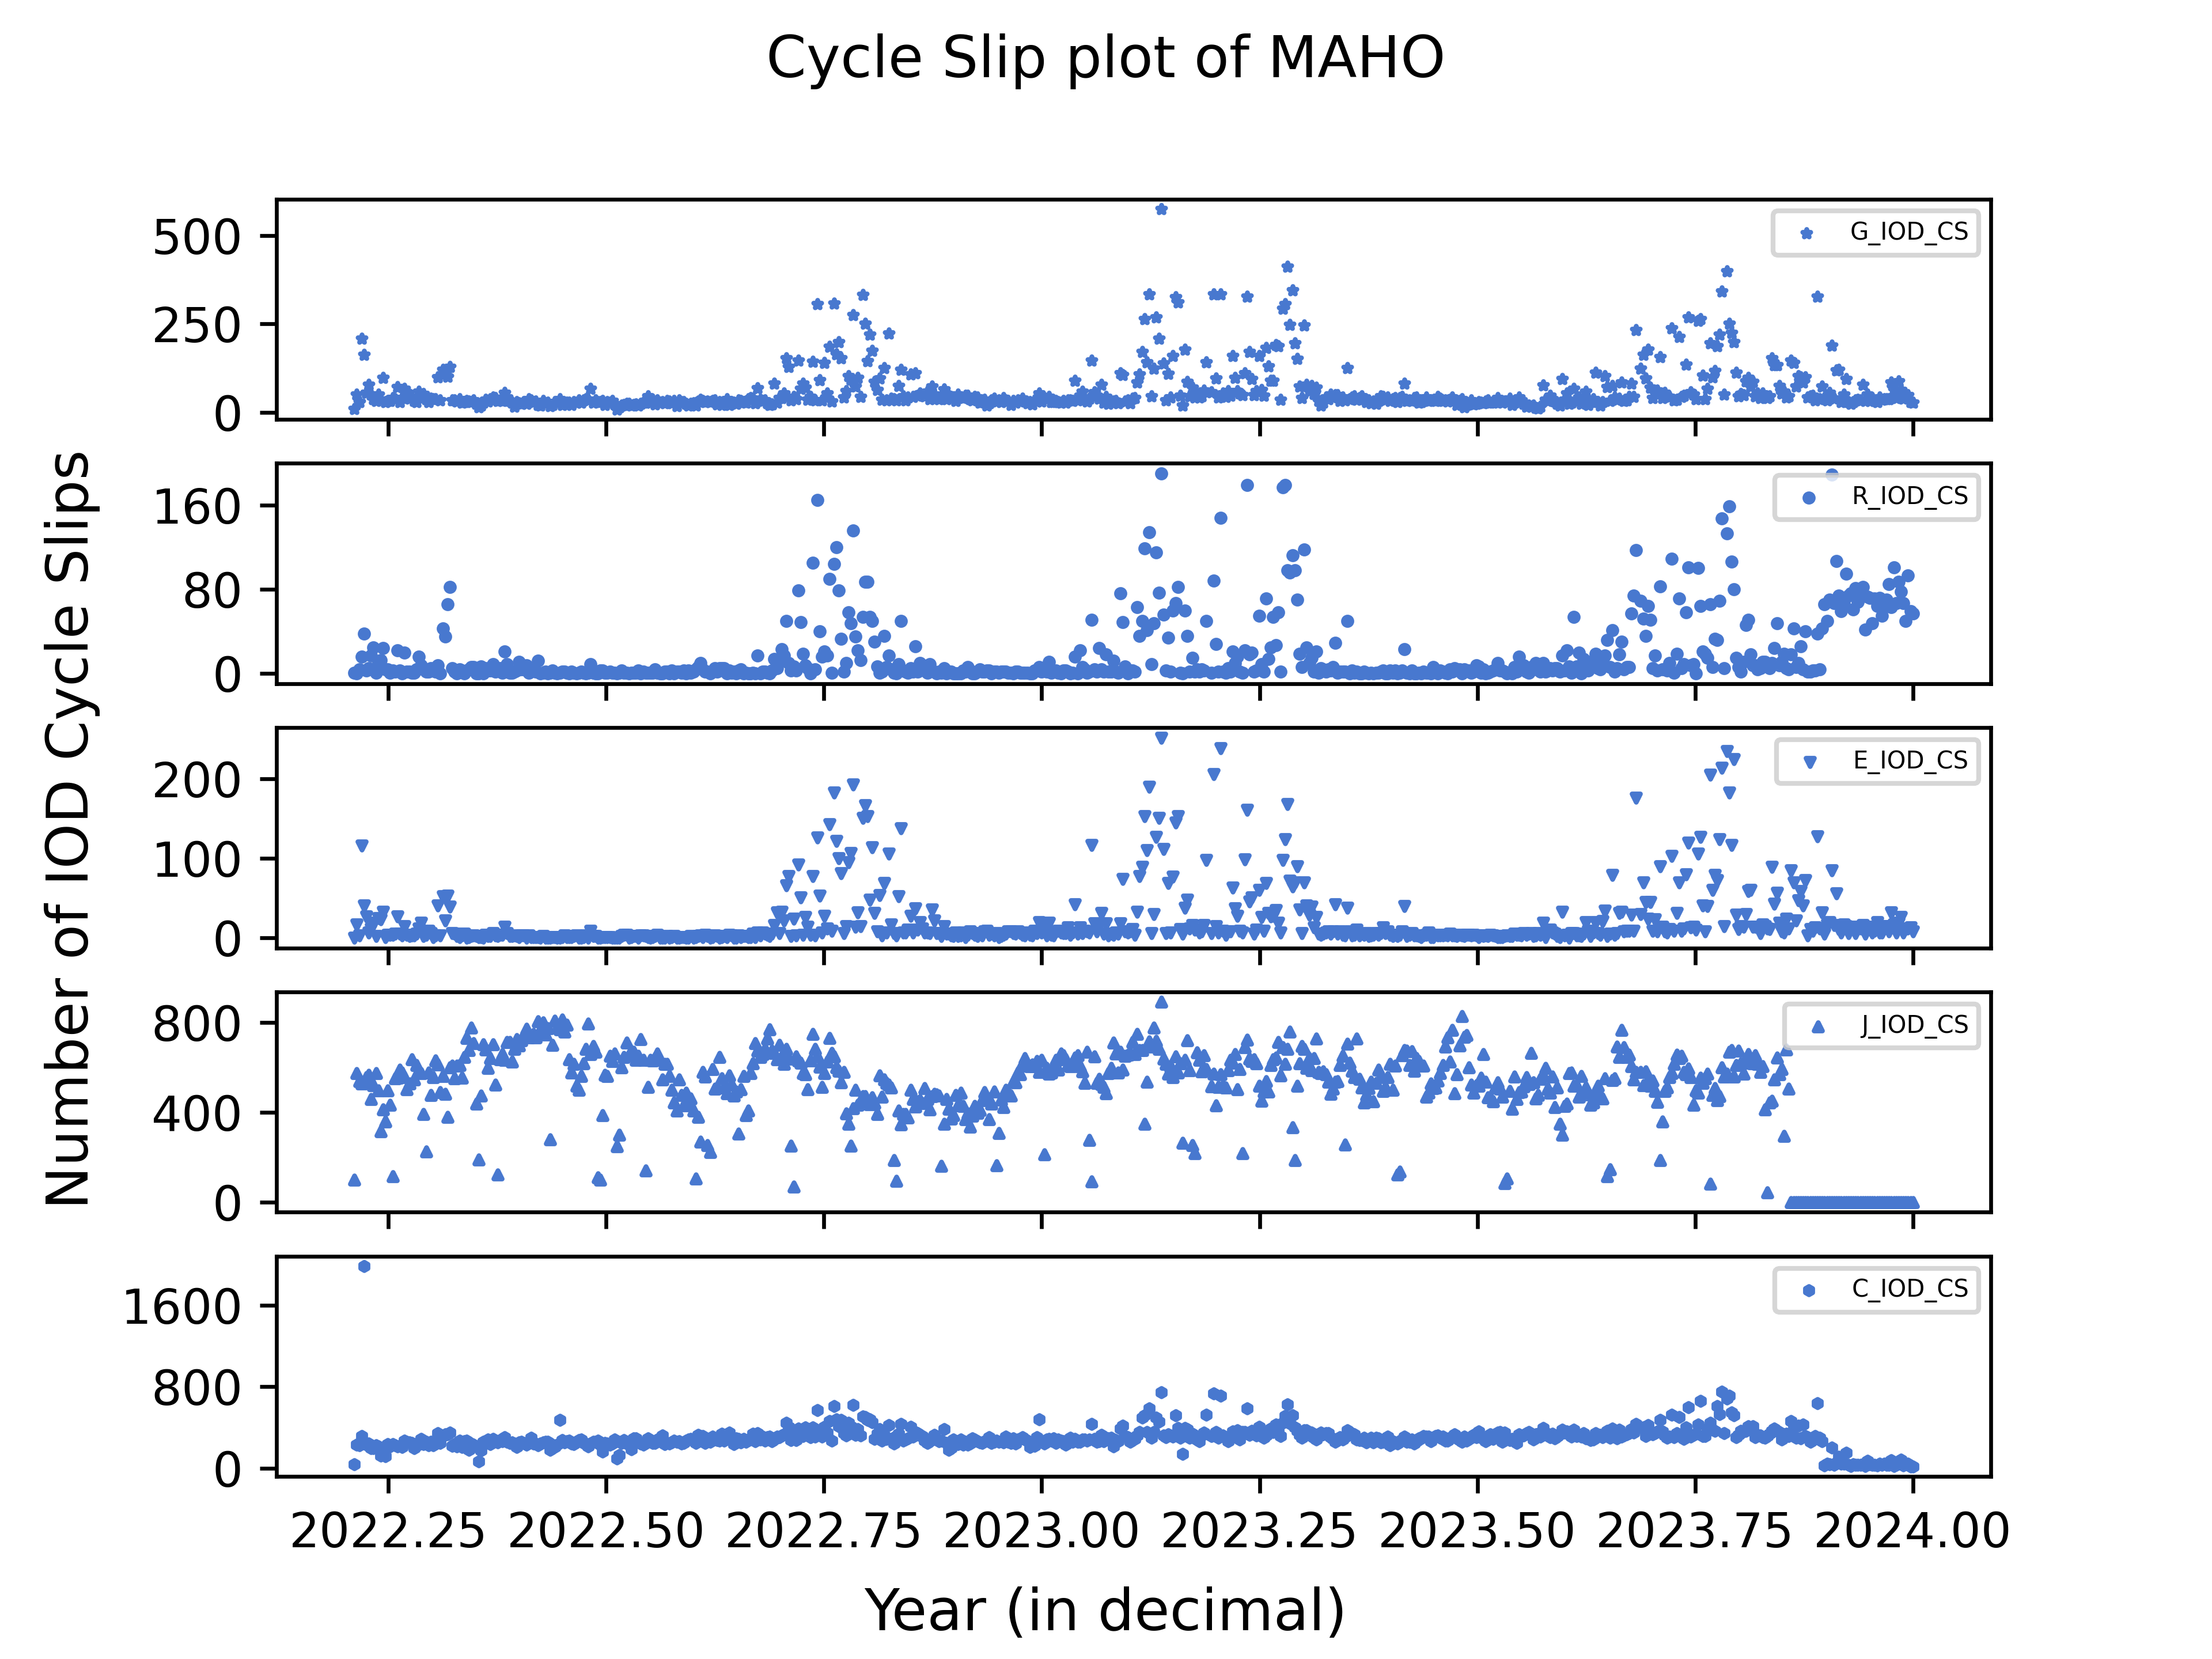 Cycle Slip plot of MAHO
Number of IOD Cycle Slips
500
250
0
G_IOD_CS
160
80
0
R_IOD_CS
200
100
0
E_IOD_CS
800
400
0
J_IOD_CS
1600
800
0
C_IOD_CS
2022.25 2022.50 2022.75 2023.00 2023.25 2023.50 2023.75 2024.00
Year (in decimal)